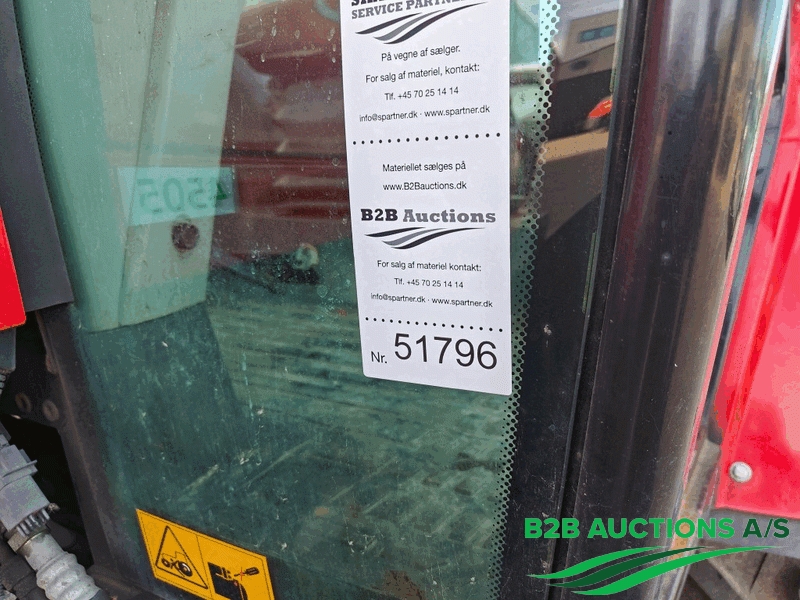 SERVICE PARTNER
På vegne af sælger.
For salg af materiel, kontakt:
Tlf. +45 70 25 14 14
info@spartner.dk · www.spartner.dk
Materiellet sælges på
www.B2Bauctions.dk
B2B Auctions
For salg af materiel kontakt:
Tlf. +45 70 25 14 14
info@spartner.dk · www.spartner.dk
Nr. 51796
4505
B2B AUCTIONS A/S